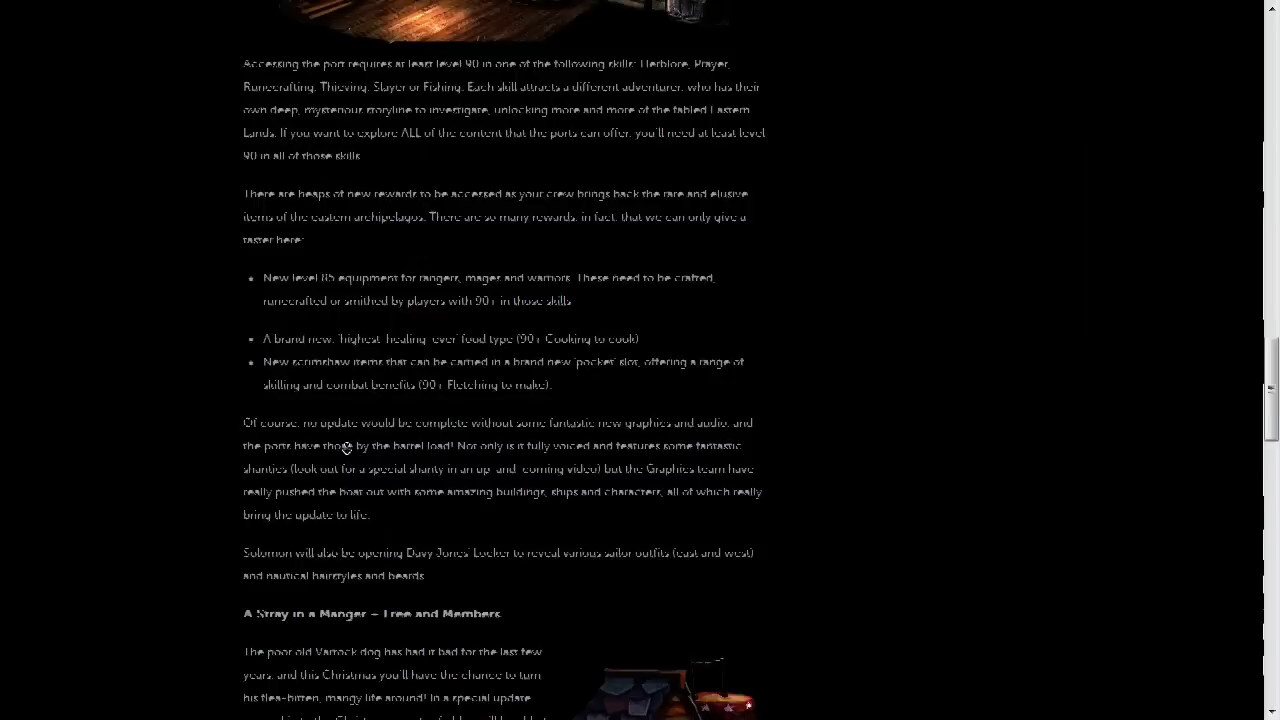 Accessing the port requires at least level 90 in one of the following skills: Herblore, Prayer,
Runecrafting, Thieving, Slayer or Fishing. Each skill attracts a different adventurer, who has their
own deep, mysterious storyline to investigate, unlocking more and more of the fabled Eastern
Lands. If you want to explore ALL of the content that the ports can offer, you'll need at least level
90 in all of those skills.
There are heaps of new rewards to be accessed as your crew brings back the rare and elusive
items of the eastern archipelagos. There are so many rewards, in fact, that we can only give a
taster here:
• New level 85 equipment for rangers, mages and warriors. These need to be crafted,
runecrafted or smithed by players with 90+ in those skills
• A brand new, 'highest-healing-ever' food type (90+ Cooking to cook)
• New scrimshaw items that can be carried in a brand new 'pocket' slot, offering a range of
skilling and combat benefits (90+ Fletching to make).
Of course, no update would be complete without some fantastic new graphics and audio, and
the ports have those by the barrel load! Not only is it fully voiced and features some fantastic
shanties (look out for a special shanty in an up-and-coming video) but the Graphics team have
really pushed the boat out with some amazing buildings, ships and characters, all of which really
bring the update to life.
Solomon will also be opening Davy Jones' Locker to reveal various sailor outfits (east and west)
and nautical hairstyles and beards.
A Stray in a Manger – Free and Members
The poor old Varrock dog has had it bad for the last few
years, and this Christmas you'll have the chance to turn
his flea-bitten, mangy life around! In a special update